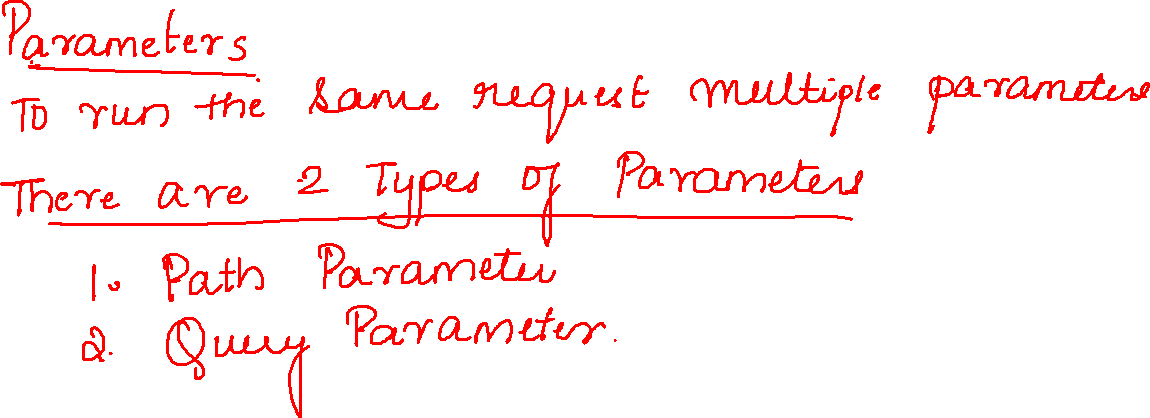 Parameters
To run the same request multiple parameters
There are 2 Types of Parameters
1. Path Parameter
2. Query Parameter.